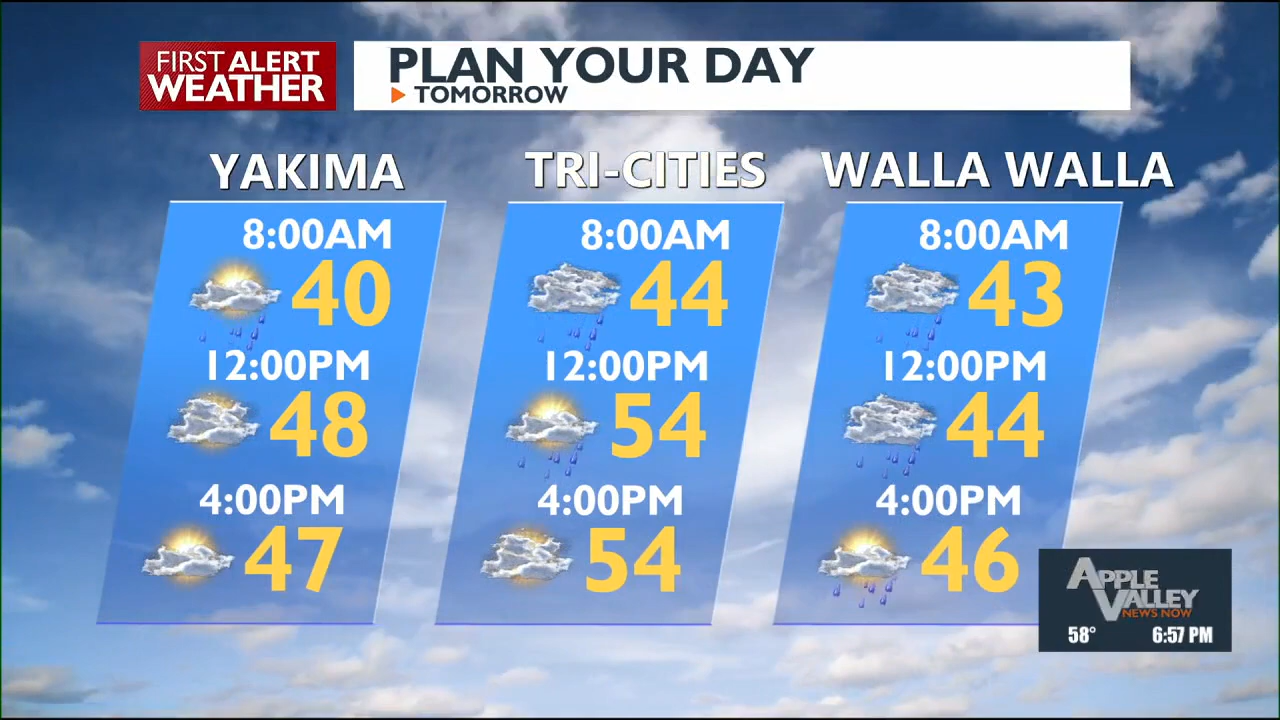 FIRST ALERT
WEATHER
PLAN YOUR DAY
TOMORROW
YAKIMA
8:00AM
40
12:00PM
48
4:00PM
47
TRI-CITIES
8:00AM
44
12:00PM
54
4:00PM
54
WALLA WALLA
8:00AM
43
12:00PM
44
4:00PM
46
APPLE
VALLEY
NEWS NOW
58° 6:57 PM